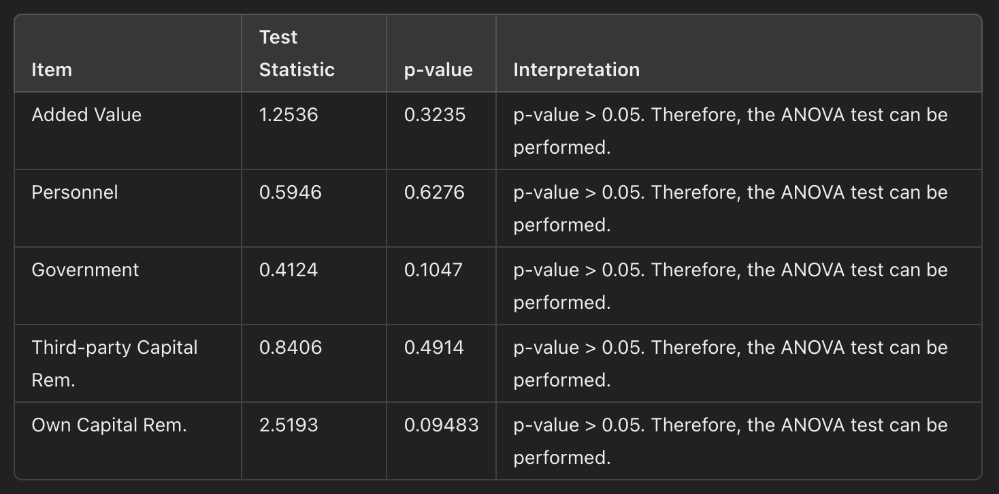 Test
Item Statistic p-value Interpretation
Added Value 1.2536 0.3235 p-value > 0.05. Therefore, the ANOVA test can be
performed.
Personnel 0.5946 0.6276 p-value > 0.05. Therefore, the ANOVA test can be
performed.
Government 0.4124 0.1047 p-value > 0.05. Therefore, the ANOVA test can be
performed.
Third-party Capital 0.8406 0.4914 p-value > 0.05. Therefore, the ANOVA test can be
Rem. performed.
Own Capital Rem. 2.5193 0.09483 p-value > 0.05. Therefore, the ANOVA test can be
performed.